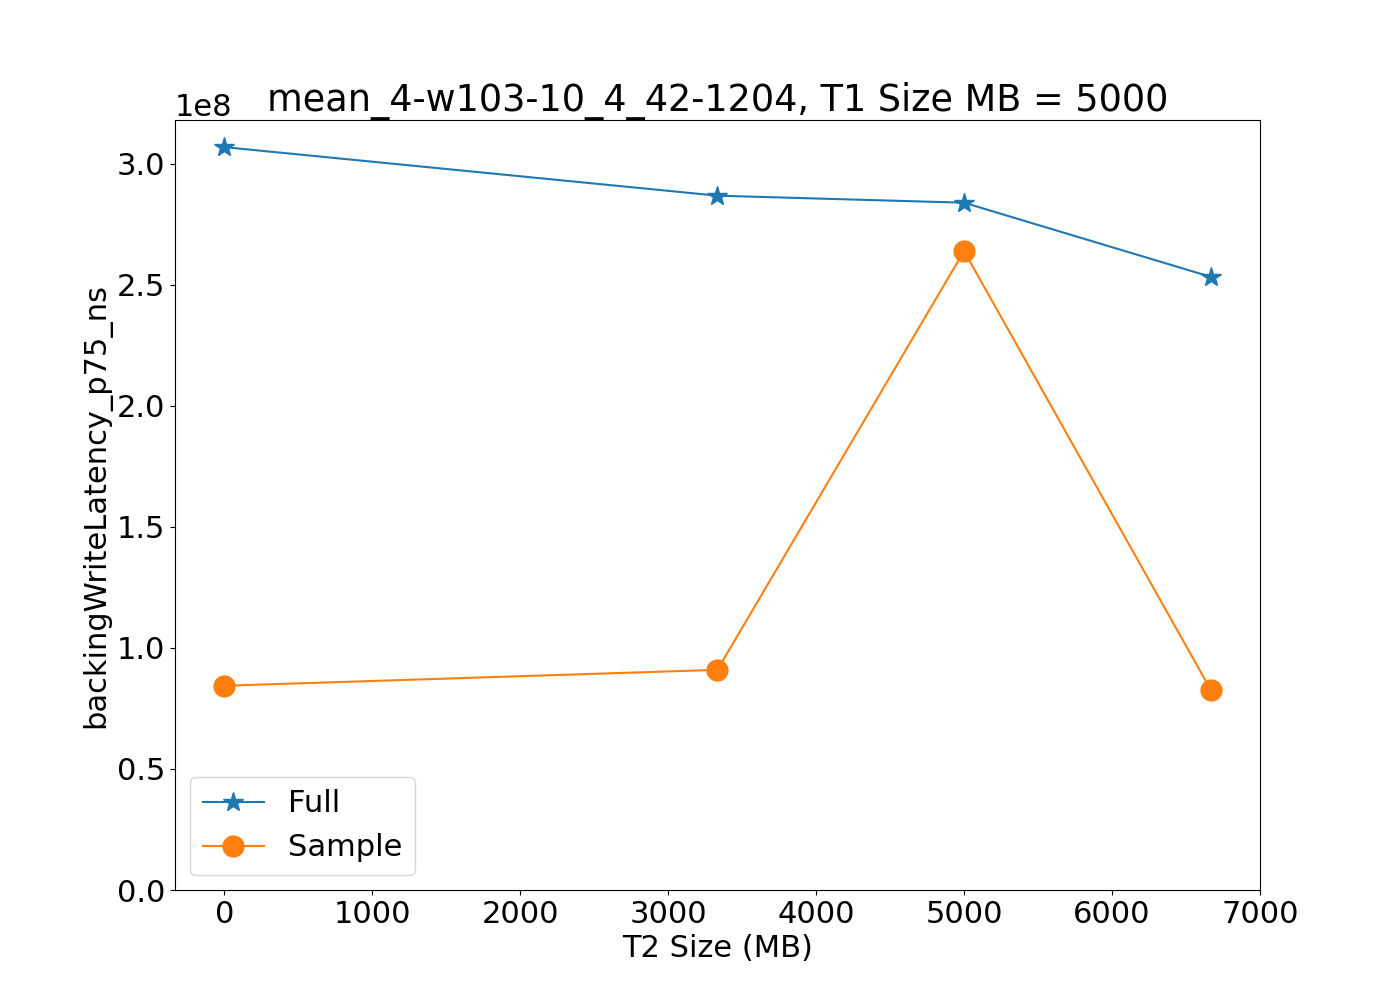 1e8
mean_4-w103-10_4_42-1204, T1 Size MB = 5000
backingWriteLatency_p75_ns
3.0
2.5
2.0
1.5
1.0
0.5
0.0
Full
Sample
0 1000 2000 3000 4000 5000 6000 7000
T2 Size (MB)